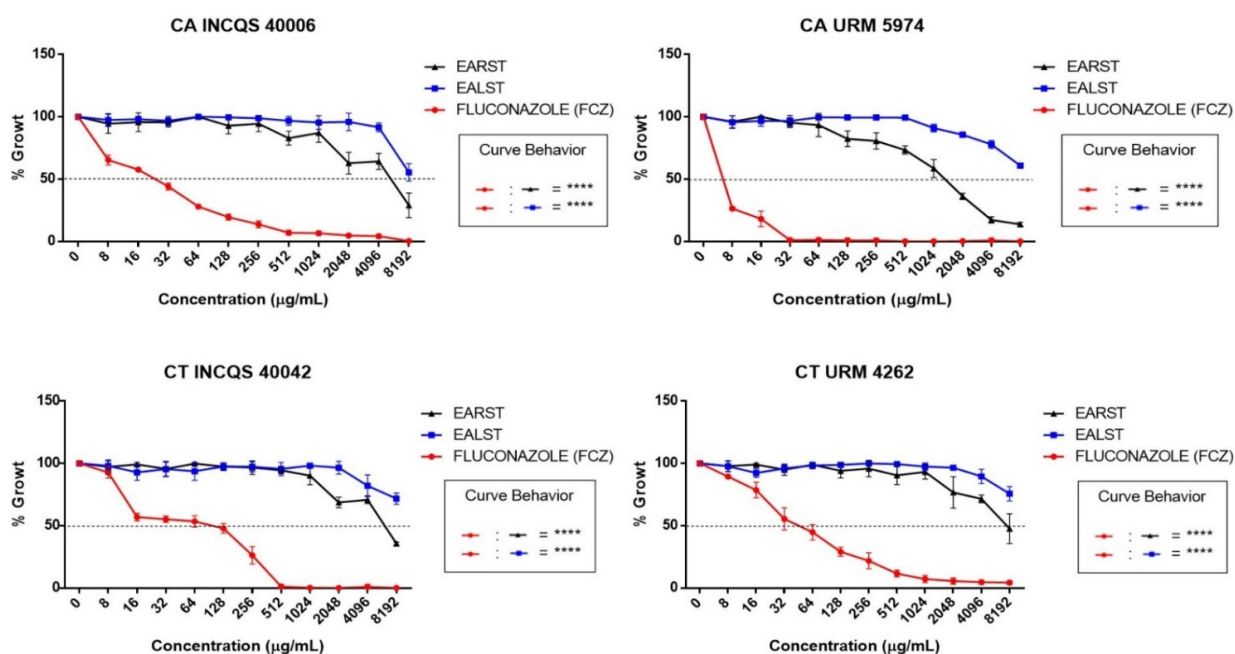 CA INCQS 40006
150
100
50
0
% Growt
0 8 16 32 64 128 256 512 1024 2048 4096 8192
Concentration (µg/mL)
EARST
EALST
FLUCONAZOLE (FCZ)
Curve Behavior
: = ****
: = ****
CA URM 5974
150
100
50
0
% Growt
0 8 16 32 64 128 256 512 1024 2048 4096 8192
Concentration (µg/mL)
EARST
EALST
FLUCONAZOLE (FCZ)
Curve Behavior
: = ****
: = ****
CT INCQS 40042
150
100
50
0
% Growt
0 8 16 32 64 128 256 512 1024 2048 4096 8192
Concentration (µg/mL)
EARST
EALST
FLUCONAZOLE (FCZ)
Curve Behavior
: = ****
: = ****
CT URM 4262
150
100
50
0
% Growt
0 8 16 32 64 128 256 512 1024 2048 4096 8192
Concentration (µg/mL)
EARST
EALST
FLUCONAZOLE (FCZ)
Curve Behavior
: = ****
: = ****